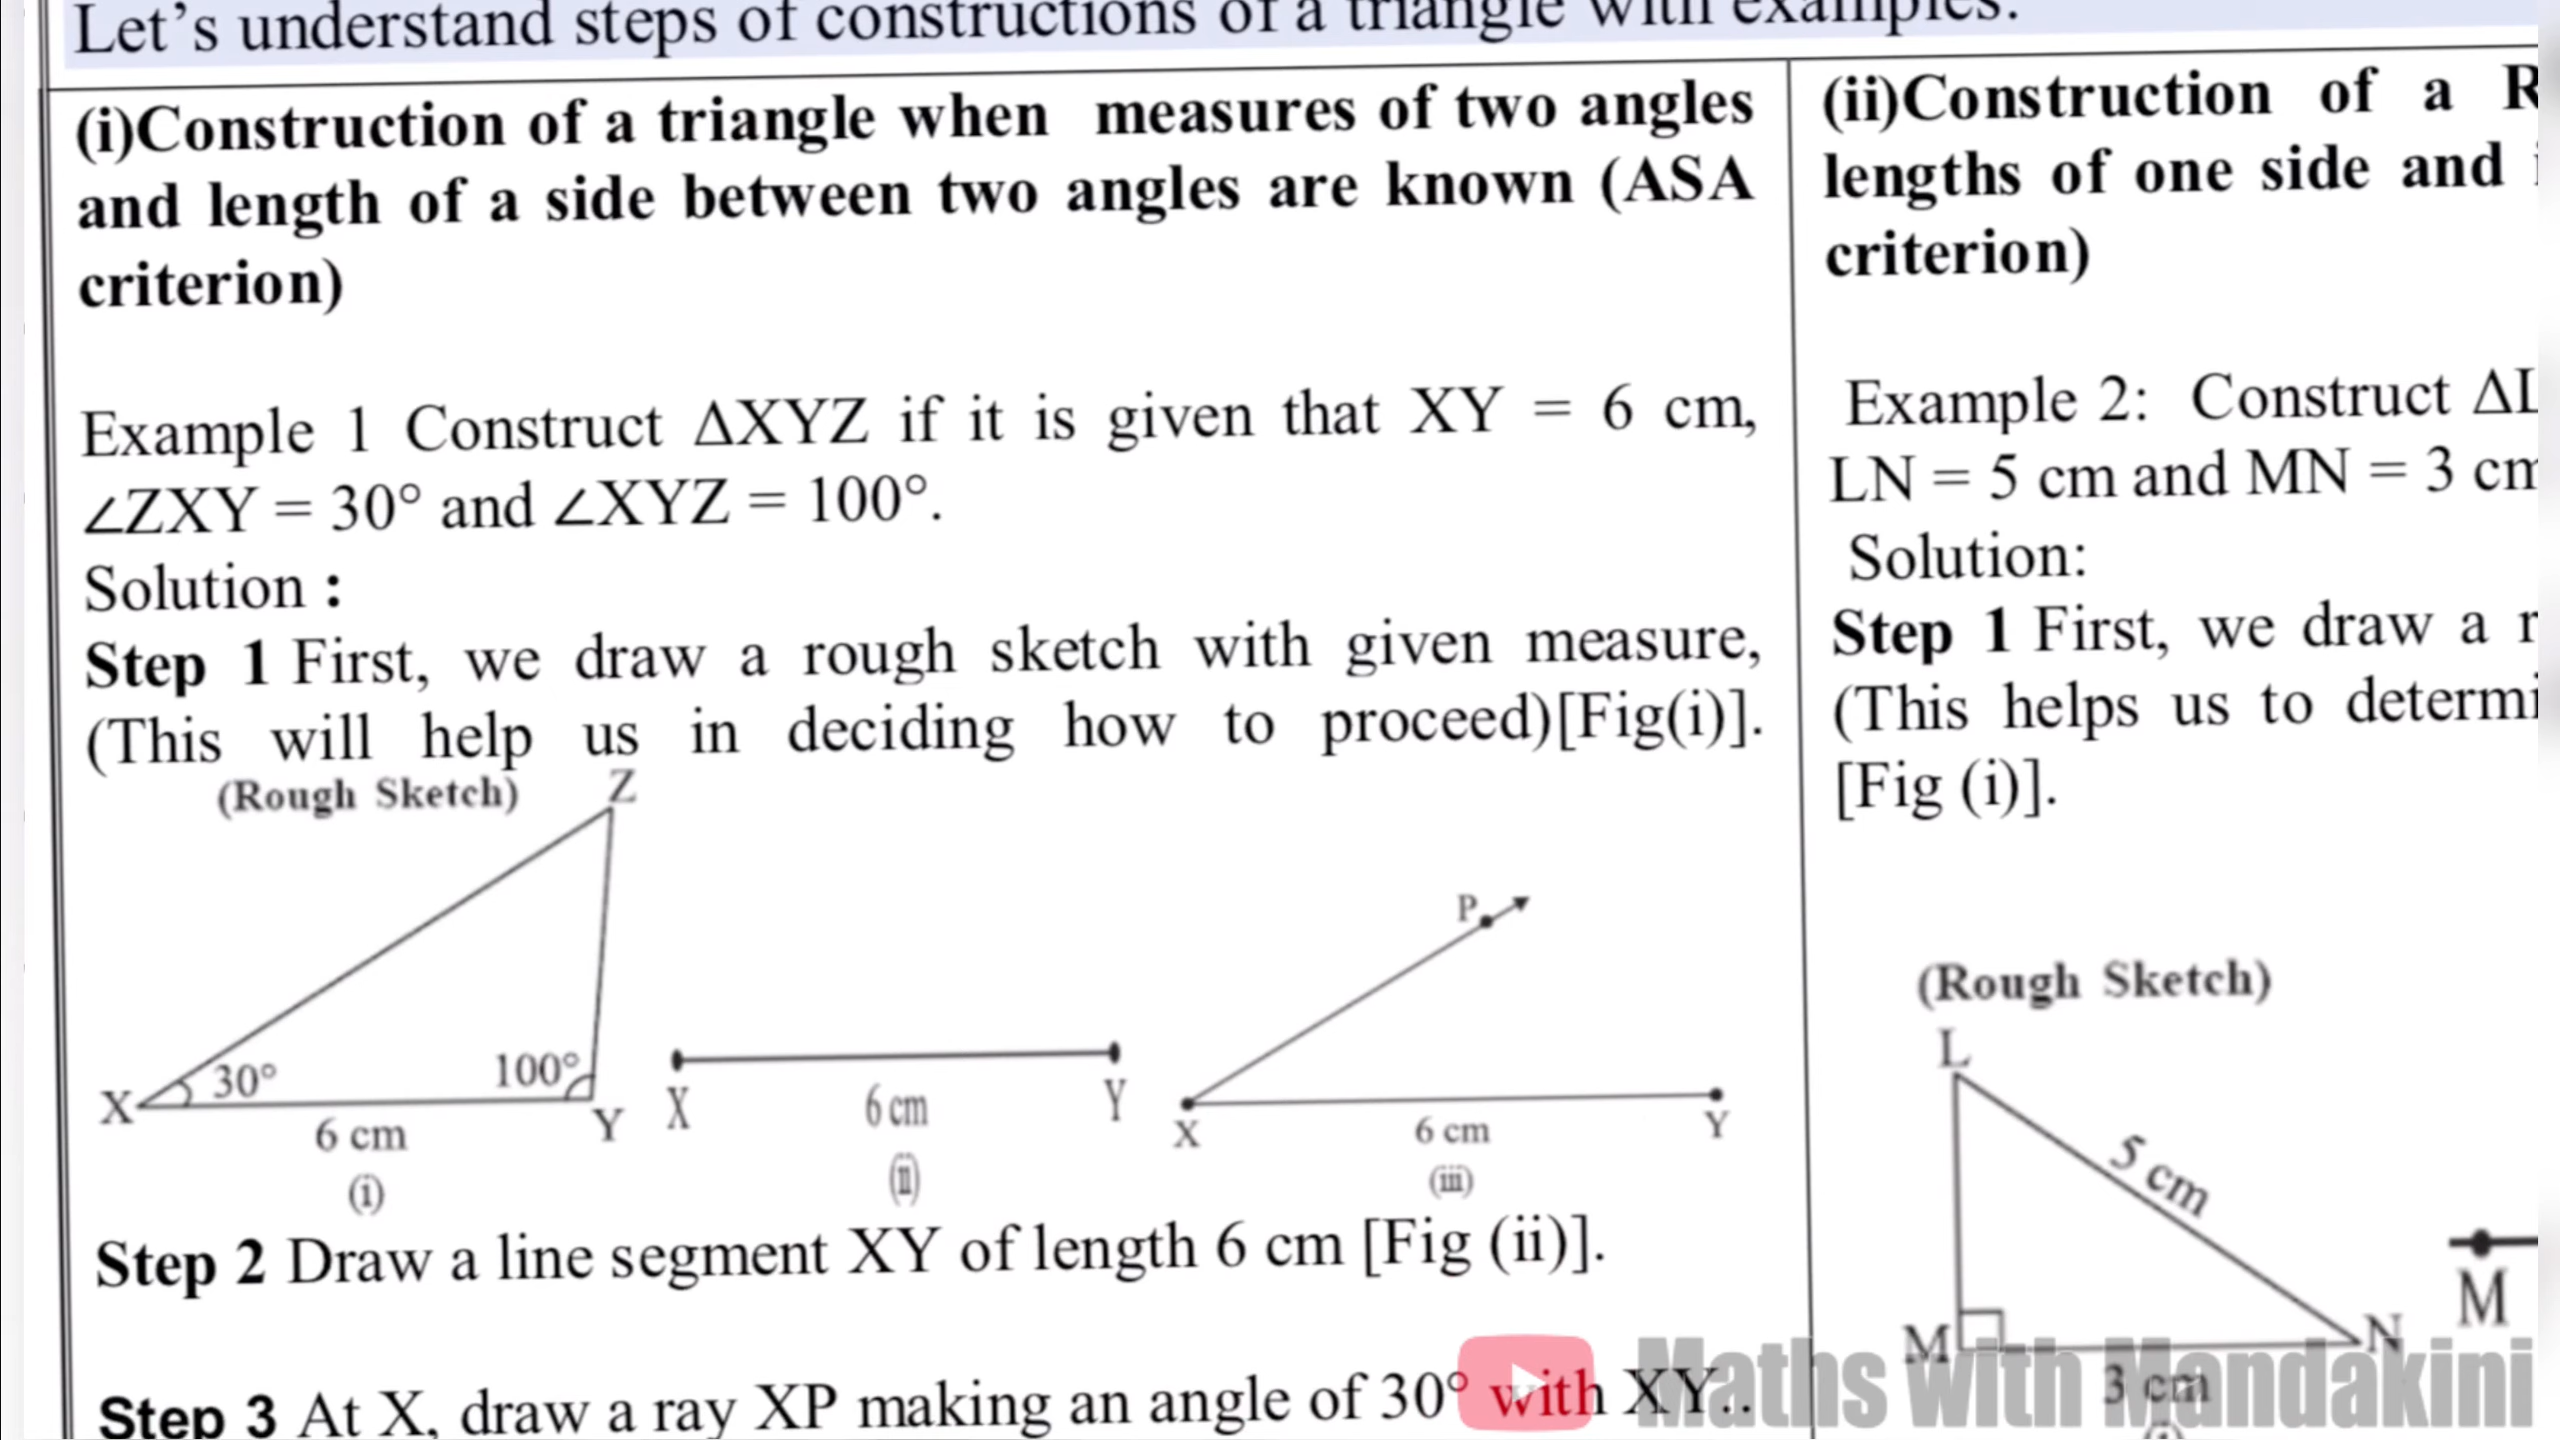 Let's understand steps of constructions of a triangle with examples.
(i)Construction of a triangle when measures of two angles
and length of a side between two angles are known (ASA
criterion)
Example 1 Construct ΔXYZ if it is given that XY = 6 cm,
∠ZXY = 30° and ∠XYZ = 100°.
Solution :
Step 1 First, we draw a rough sketch with given measure,
(This will help us in deciding how to proceed)[Fig(i)].
(Rough Sketch)
Z
X
30°
100°
Y
6 cm
(i)
X
6 cm
Y
(ii)
P
X
6 cm
Y
(iii)
Step 2 Draw a line segment XY of length 6 cm [Fig (ii)].
Step 3 At X, draw a ray XP making an angle of 30° with XY..
(ii)Construction of a R
lengths of one side and
criterion)
Example 2: Construct ΔL
LN = 5 cm and MN = 3 cm
Solution:
Step 1 First, we draw a r
(This helps us to determi
[Fig (i)].
(Rough Sketch)
L
5 cm
M
N
3 cm
(i)
M
Maths with Mandakini